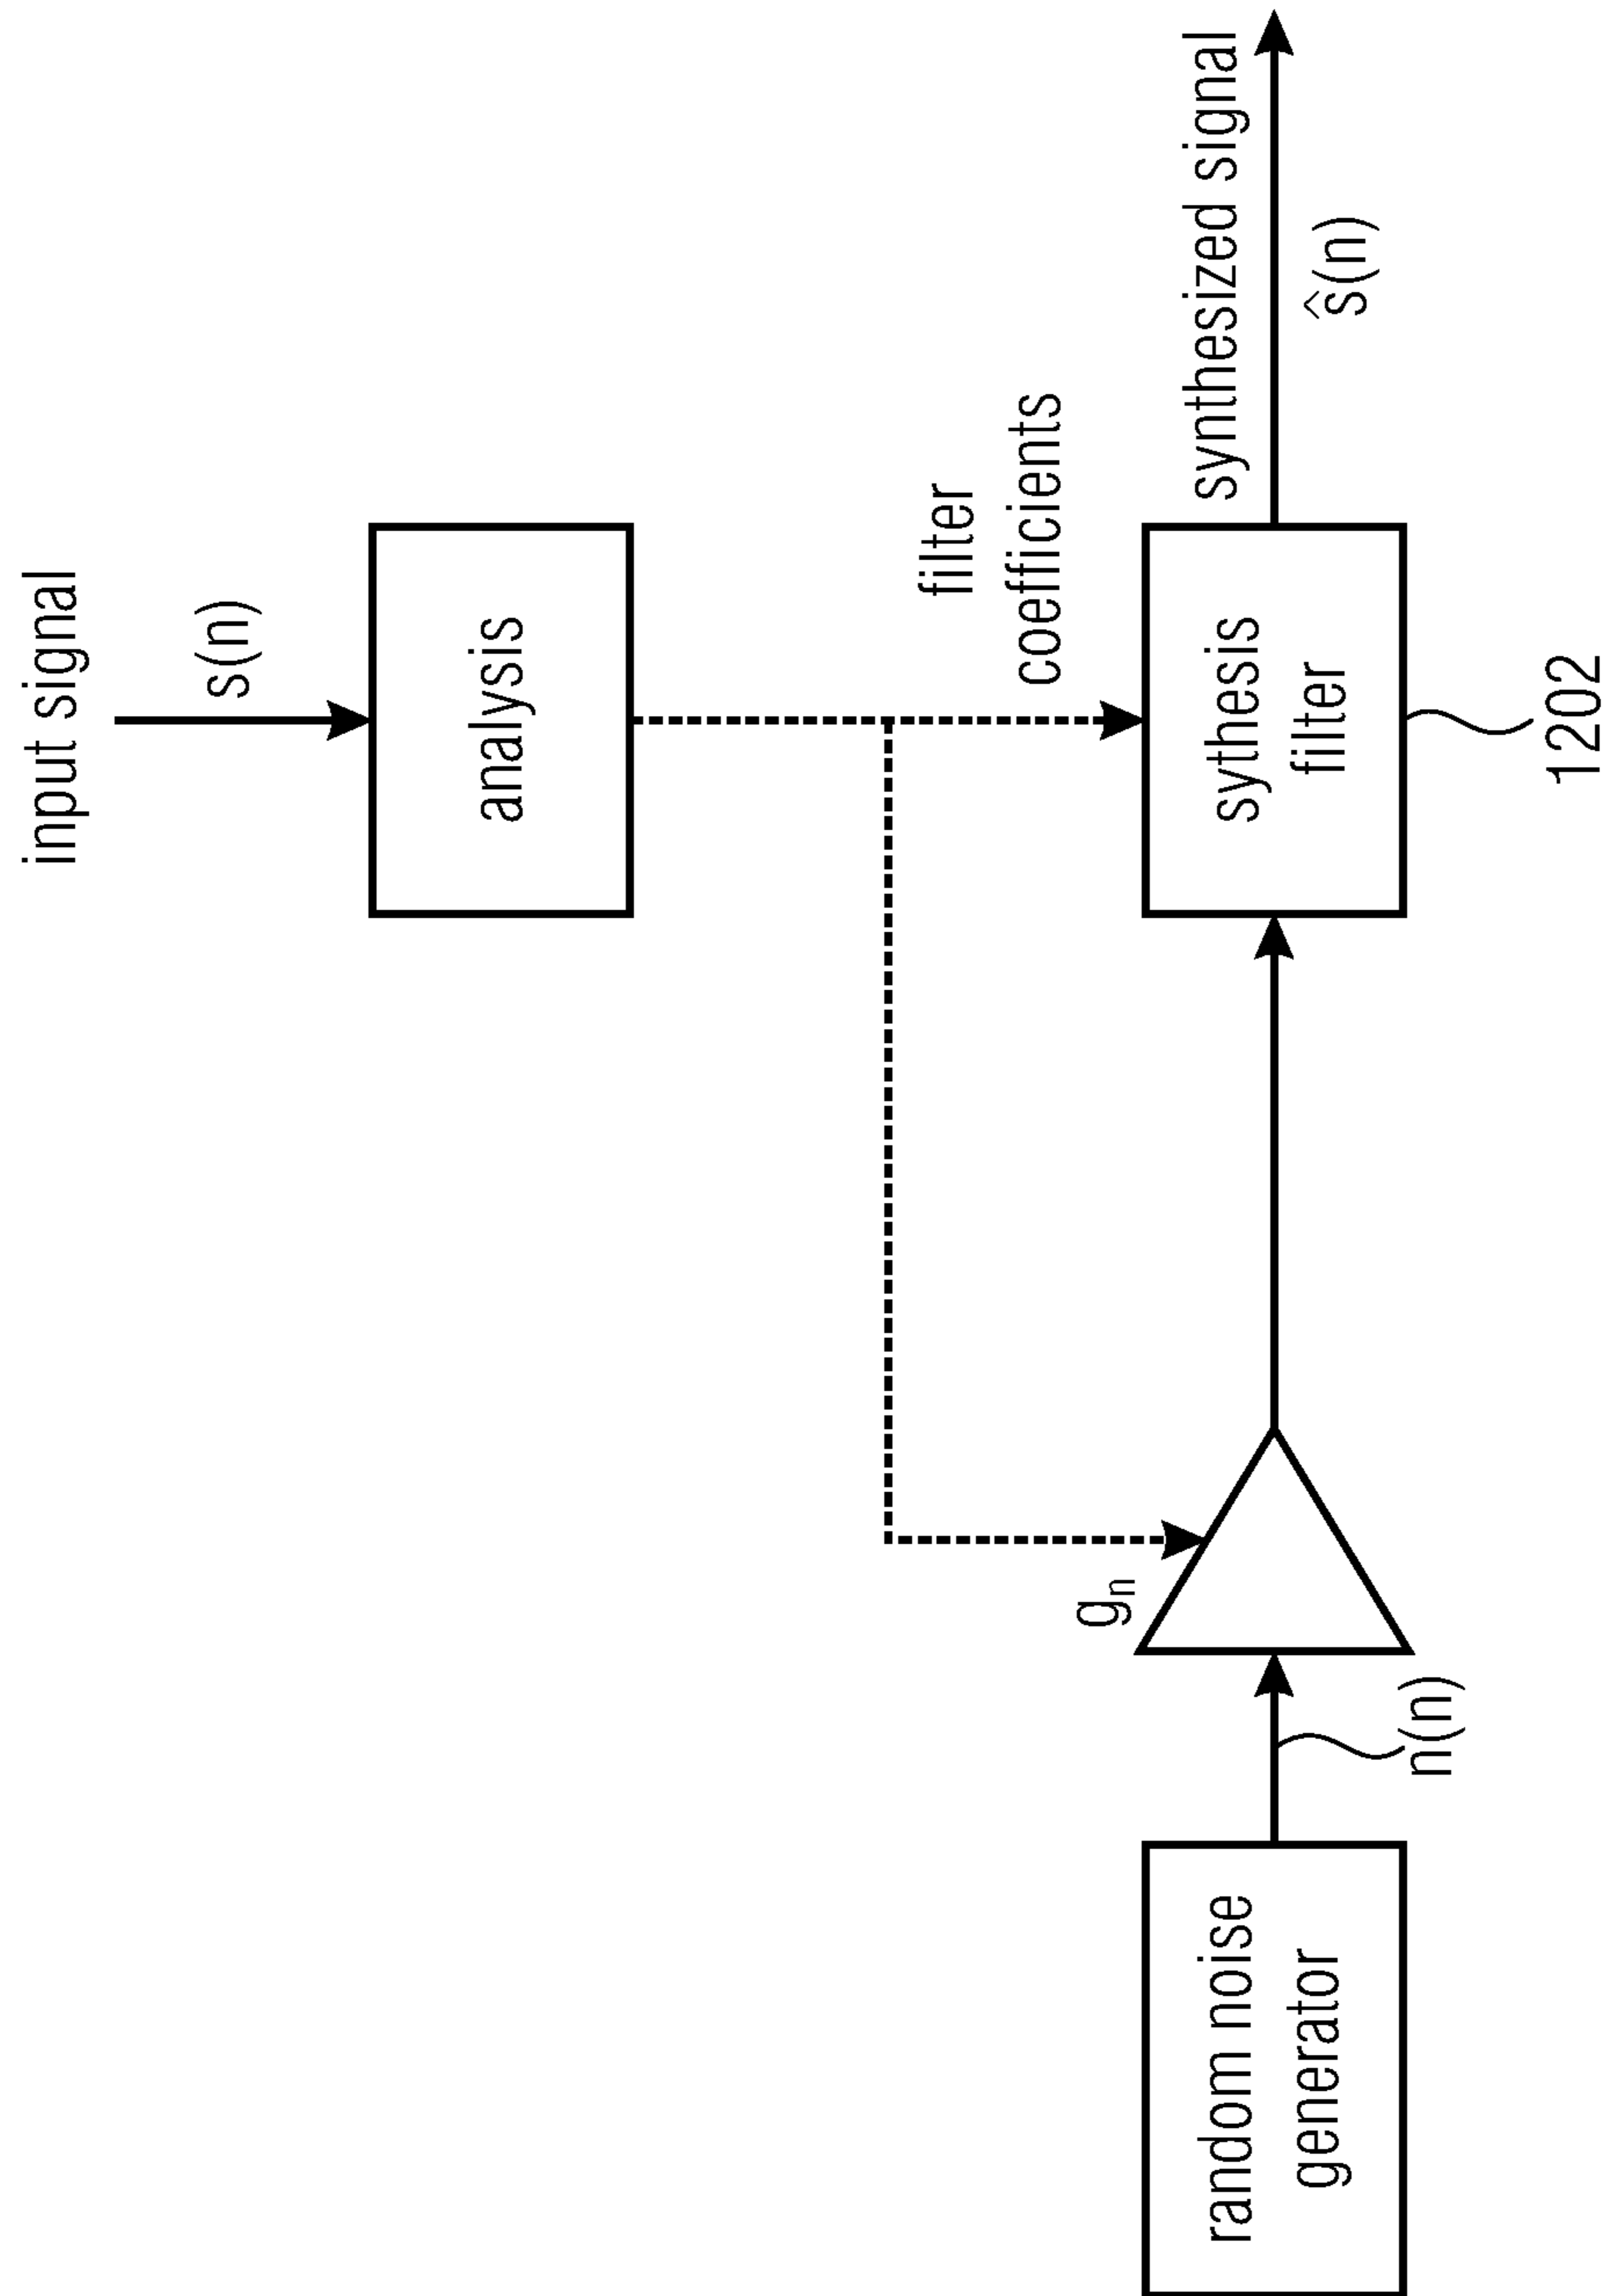 input signal
s(n)
analysis
filter
coefficients
synthesized signal
ŝ(n)
sythesis
filter
1202
gₙ
n(n)
random noise
generator